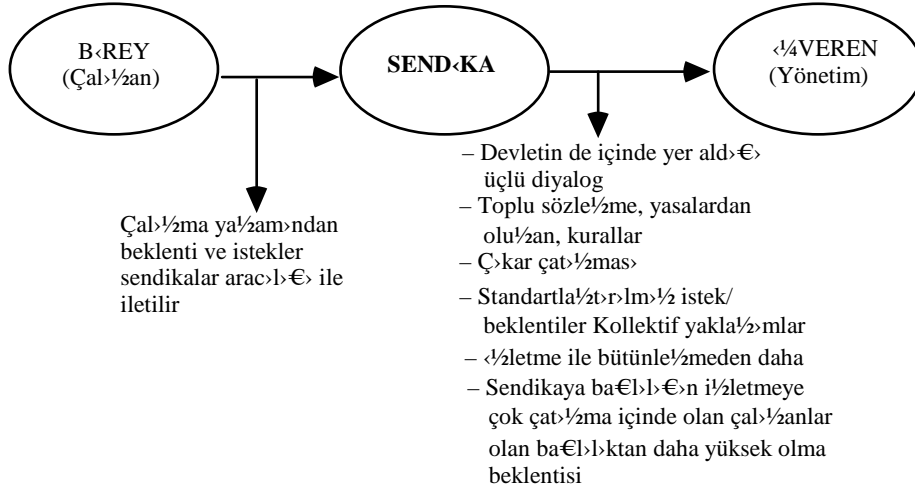 B‹REY
(Çal›½an)
SEND‹KA
‹¼VEREN
(Yönetim)
Çal›½ma ya½am›ndan
beklenti ve istekler
sendikalar arac›l›€› ile
iletilir
– Devletin de içinde yer ald›€›
üçlü diyalog
– Toplu sözle½me, yasalardan
olu½an, kurallar
– Ç›kar çat›½mas›
– Standartla½t›r›lm›½ istek/
beklentiler Kollektif yakla½›mlar
– ‹½letme ile bütünle½meden daha
– Sendikaya ba€l›l›€›n i½letmeye
çok çat›½ma içinde olan çal›½anlar
olan ba€l›l›ktan daha yüksek olma
beklentisi